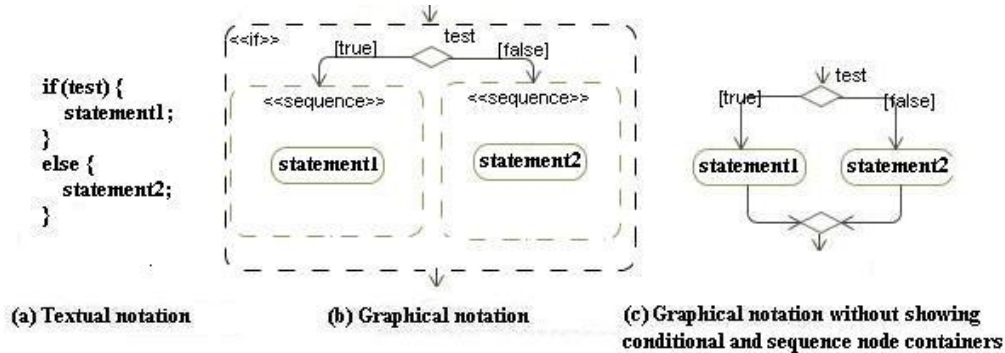 if (test) {
statement1;
}
else {
statement2;
}
(a) Textual notation
<<if>>
test
[true]
[false]
<<sequence>>
<<sequence>>
statement1
statement2
(b) Graphical notation
test
[true]
[false]
statement1
statement2
(c) Graphical notation without showing
conditional and sequence node containers